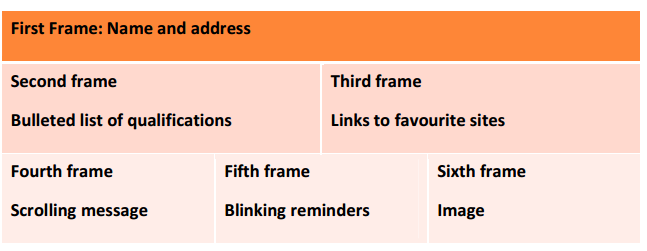 First Frame: Name and address
Second frame
Bulleted list of qualifications
Third frame
Links to favourite sites
Fourth frame
Scrolling message
Fifth frame
Blinking reminders
Sixth frame
Image